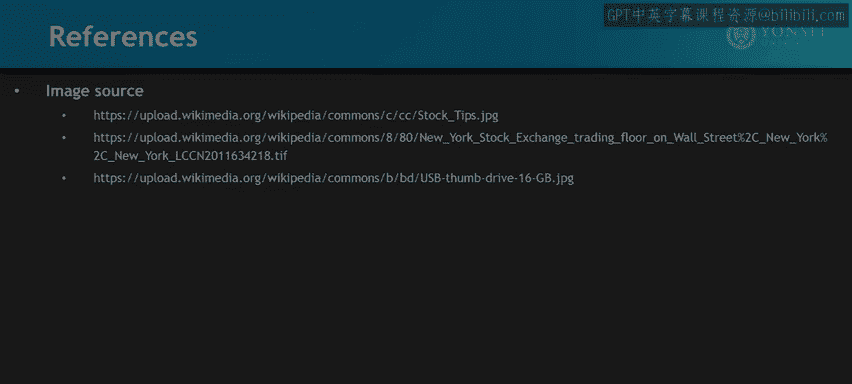 GPT中英字幕课程资源@bilibili.com
References
YONSEI
• Image source
• https://upload.wikimedia.org/wikipedia/commons/c/cc/Stock_Tips.jpg
• https://upload.wikimedia.org/wikipedia/commons/8/80/New_York_Stock_Exchange_trading_floor_on_Wall_Street%2C_New_York%
2C_New_York_LCCN2011634218.tif
• https://upload.wikimedia.org/wikipedia/commons/b/bd/USB-thumb-drive-16-GB.jpg